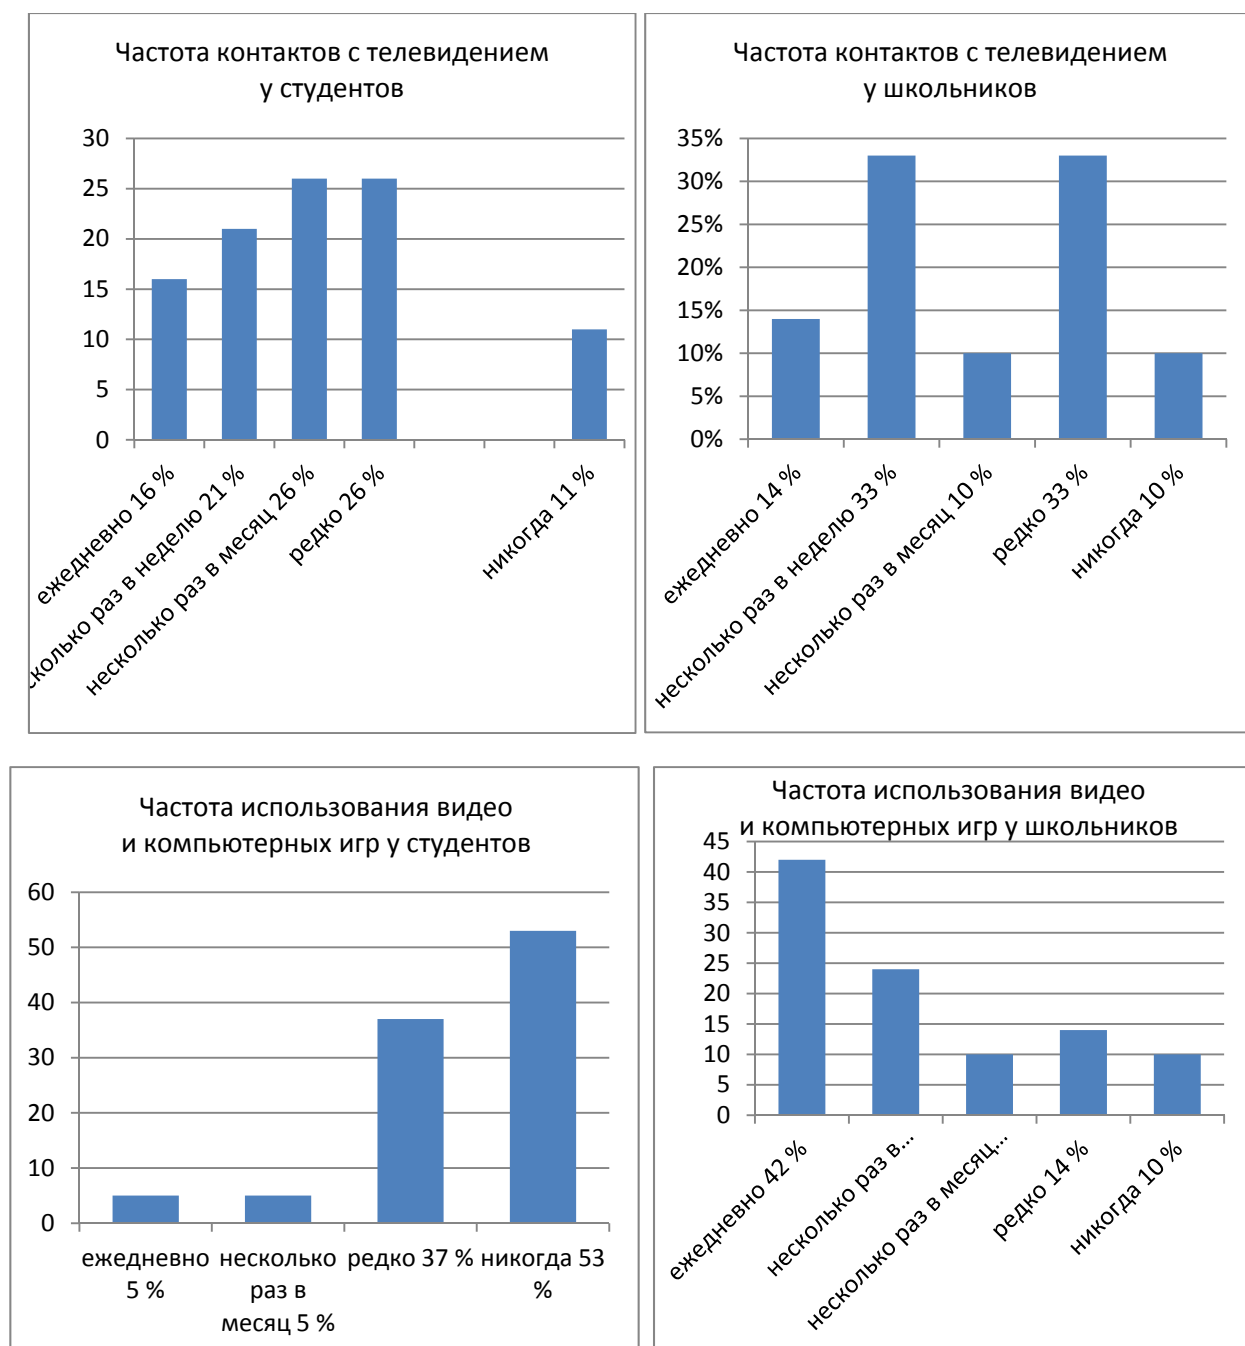 Частота контактов с телевидением
у студентов
30
25
20
15
10
5
0
ежедневно 16 %
сколько раз в неделю 21 %
несколько раз в месяц 26 %
редко 26 %
никогда 11 %
Частота контактов с телевидением
у школьников
35%
30%
25%
20%
15%
10%
5%
0%
ежедневно 14 %
несколько раз в неделю 33 %
несколько раз в месяц 10 %
редко 33 %
никогда 10 %
Частота использования видео
и компьютерных игр у студентов
60
50
40
30
20
10
0
ежедневно
5 %
несколько
раз в
месяц 5 %
редко 37 %
никогда 53
%
Частота использования видео
и компьютерных игр у школьников
45
40
35
30
25
20
15
10
5
0
ежедневно 42 %
несколько раз в...
несколько раз в месяц...
редко 14 %
никогда 10 %